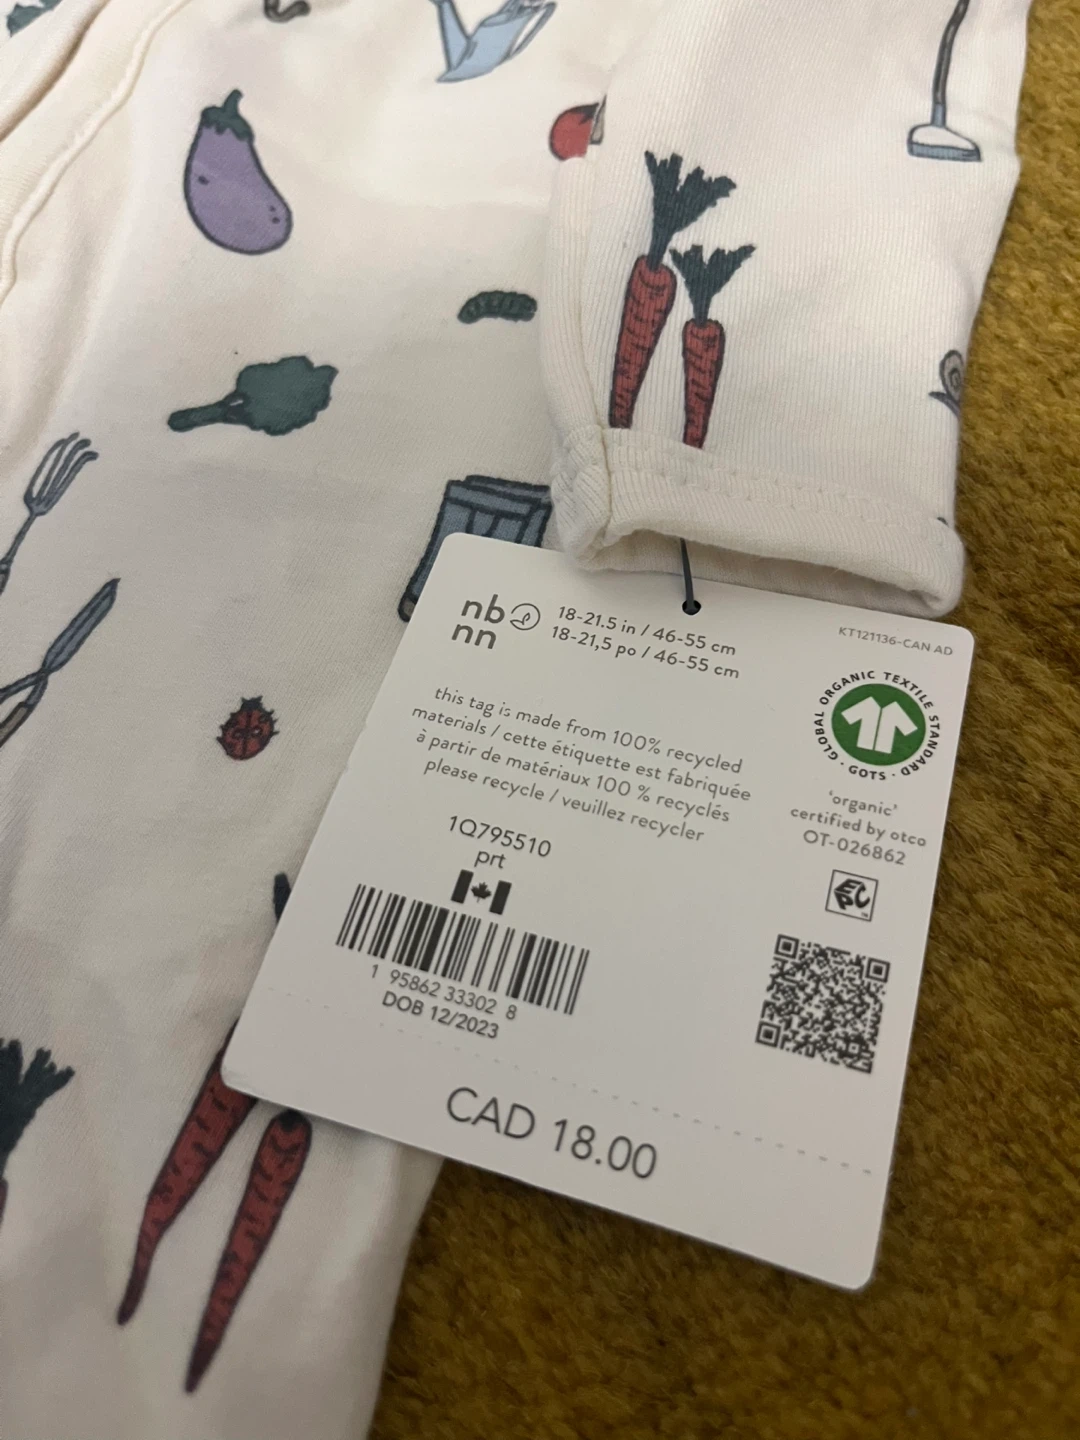 nb
nn
18-21.5 in / 46-55 cm
18-21,5 po / 46-55 cm
KT121136-CAN AD
GLOBAL ORGANIC TEXTILE STANDARD · GOTS ·
this tag is made from 100% recycled
materials / cette étiquette est fabriquée
à partir de matériaux 100 % recyclés
please recycle / veuillez recycler
'organic'
certified by otco
OT-026862
1Q795510
prt
EPC
1 95862 33302 8
DOB 12/2023
CAD 18.00